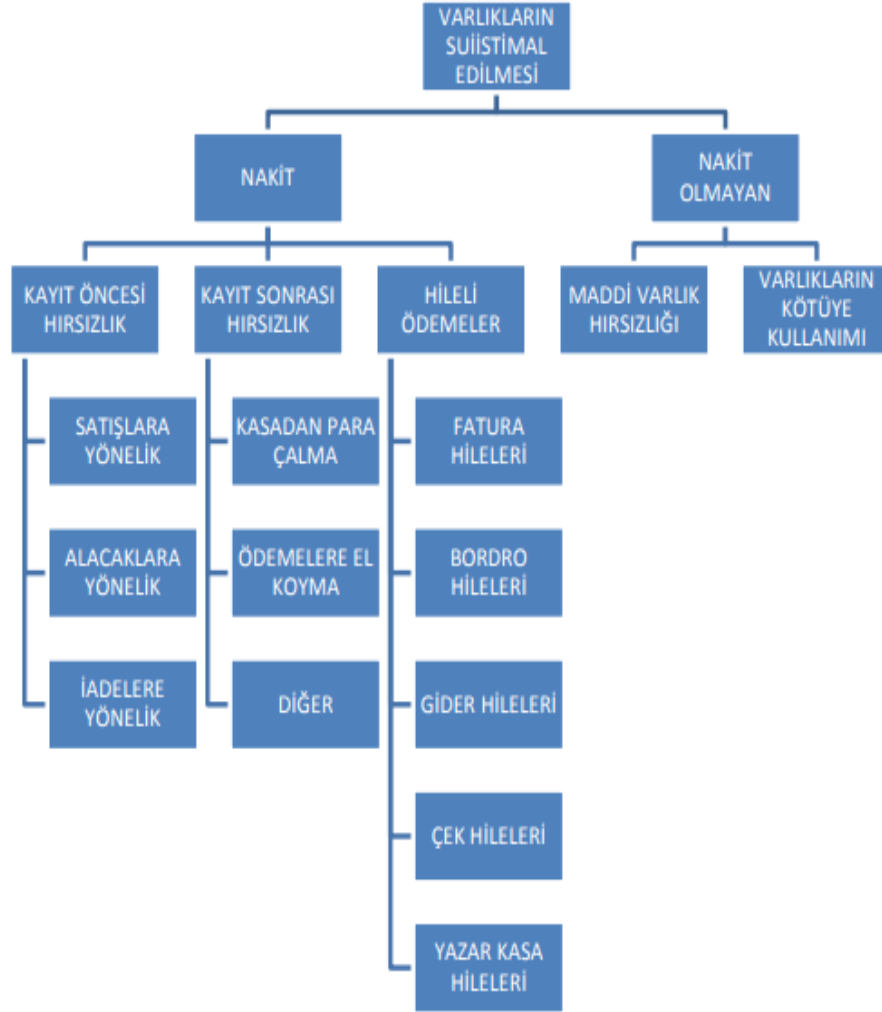 VARLIKLARIN
SUİİSTİMAL
EDİLMESİ
NAKİT
NAKİT
OLMAYAN
KAYIT ÖNCESİ
HIRSIZLIK
KAYIT SONRASI
HIRSIZLIK
HİLELİ
ÖDEMELER
MADDİ VARLIK
HIRSIZLIĞI
VARLIKLARIN
KÖTÜYE
KULLANIMI
SATIŞLARA
YÖNELİK
KASADAN PARA
ÇALMA
FATURA
HİLELERİ
ALACAKLARA
YÖNELİK
ÖDEMELERE EL
KOYMA
BORDRO
HİLELERİ
İADELERE
YÖNELİK
DİĞER
GİDER HİLELERİ
ÇEK HİLELERİ
YAZAR KASA
HİLELERİ